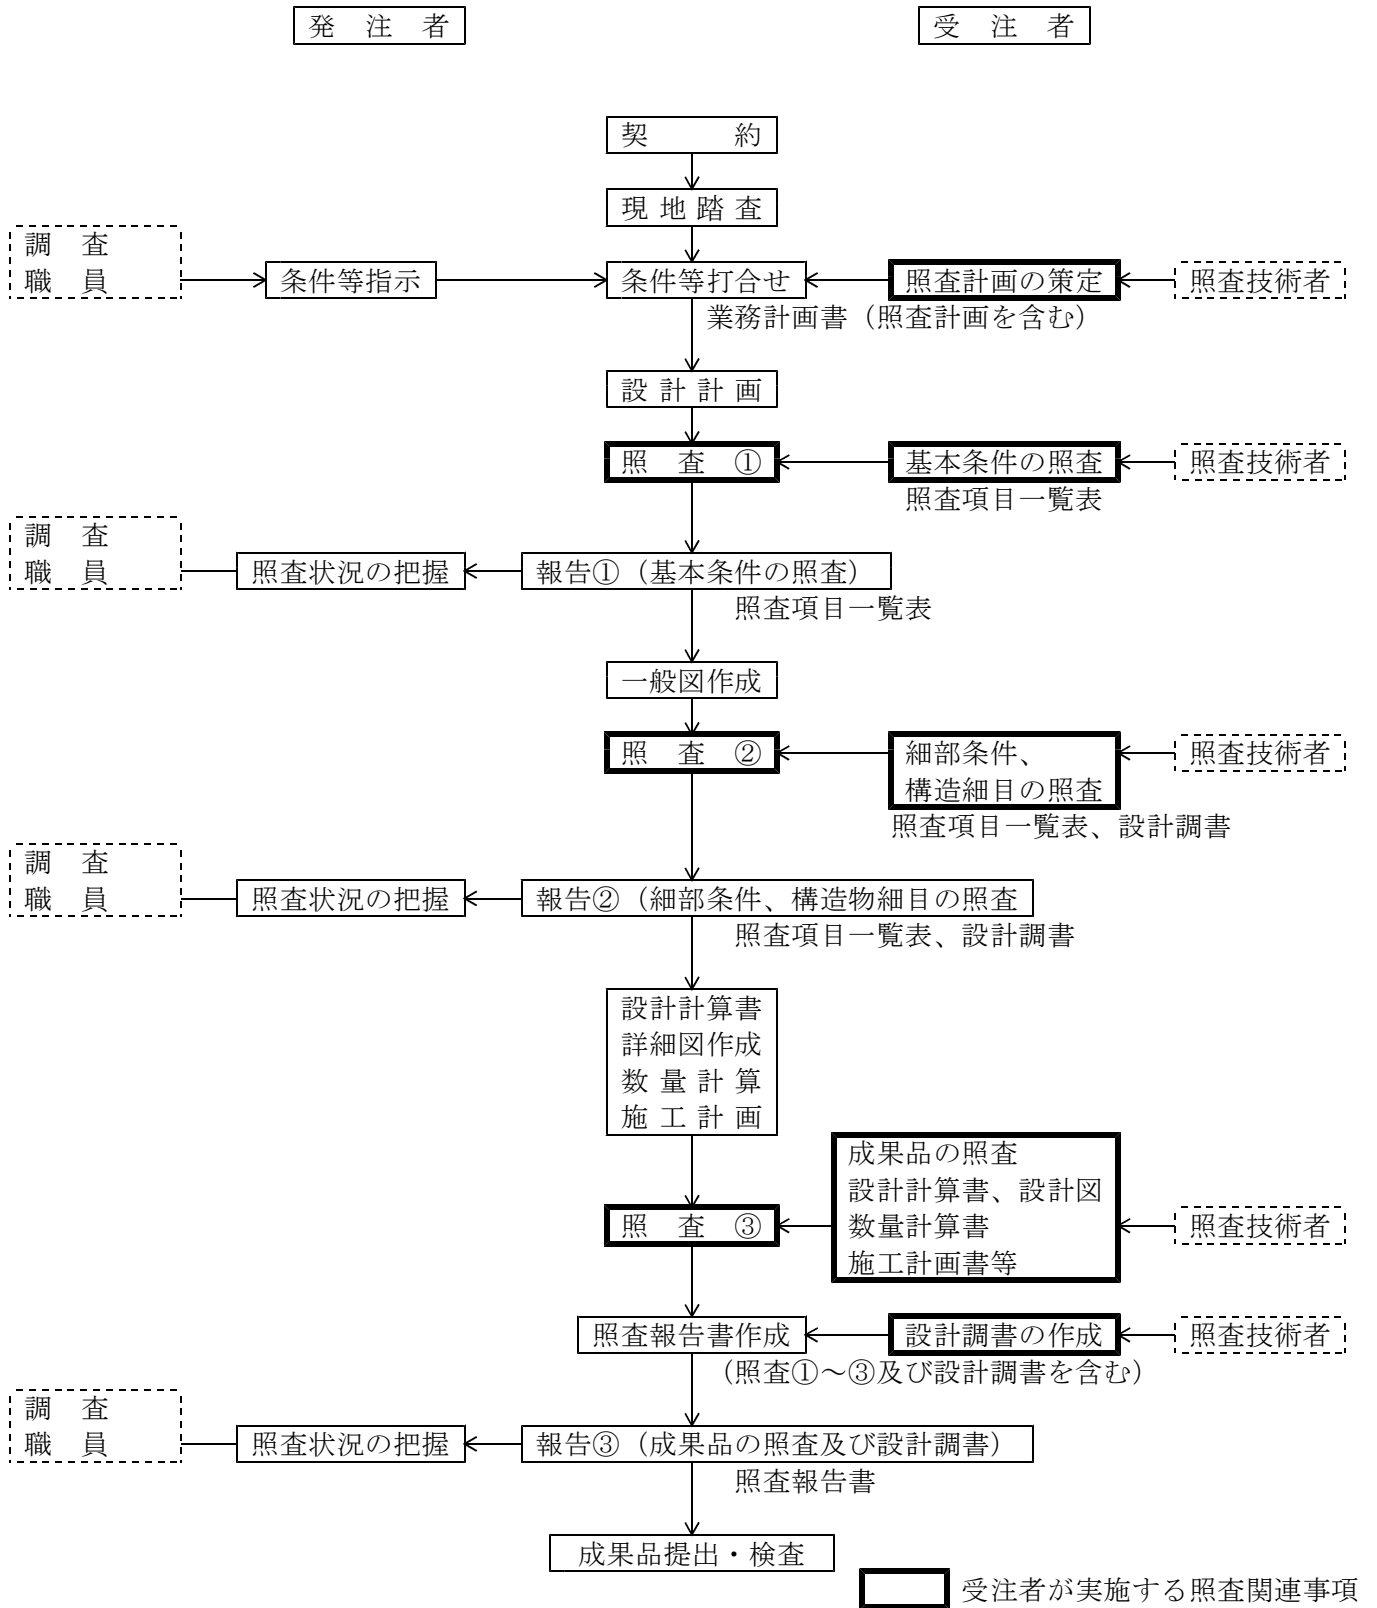 発　注　者
受　注　者
契　　　約
現 地 踏 査
調　査
職　員
条件等指示
条件等打合せ
照査計画の策定
照査技術者
業務計画書（照査計画を含む）
設 計 計 画
照　査　①
基本条件の照査
照査技術者
照査項目一覧表
調　査
職　員
照査状況の把握
報告①（基本条件の照査）
照査項目一覧表
一般図作成
照　査　②
細部条件、
構造細目の照査
照査技術者
照査項目一覧表、設計調書
調　査
職　員
照査状況の把握
報告②（細部条件、構造物細目の照査
照査項目一覧表、設計調書
設計計算書
詳細図作成
数 量 計 算
施 工 計 画
成果品の照査
設計計算書、設計図
数量計算書
施工計画書等
照　査　③
照査技術者
照査報告書作成
設計調書の作成
照査技術者
（照査①～③及び設計調書を含む）
調　査
職　員
照査状況の把握
報告③（成果品の照査及び設計調書）
照査報告書
成果品提出・検査
受注者が実施する照査関連事項